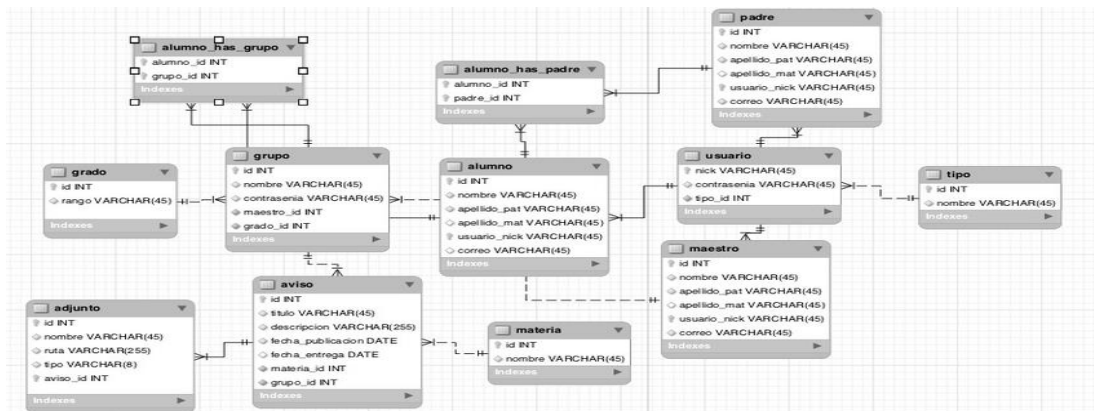 alumno_has_grupo
alumno_id INT
grupo_id INT
Indexes
alumno_has_padre
alumno_id INT
padre_id INT
Indexes
padre
id INT
nombre VARCHAR(45)
apellido_pat VARCHAR(45)
apellido_mat VARCHAR(45)
usuario_nick VARCHAR(45)
correo VARCHAR(45)
Indexes
grado
id INT
rango VARCHAR(45)
Indexes
grupo
id INT
nombre VARCHAR(45)
contrasenia VARCHAR(45)
maestro_id INT
grado_id INT
Indexes
alumno
id INT
nombre VARCHAR(45)
apellido_pat VARCHAR(45)
apellido_mat VARCHAR(45)
usuario_nick VARCHAR(45)
correo VARCHAR(45)
Indexes
usuario
nick VARCHAR(45)
contrasenia VARCHAR(45)
tipo_id INT
Indexes
tipo
id INT
nombre VARCHAR(45)
Indexes
maestro
id INT
nombre VARCHAR(45)
apellido_pat VARCHAR(45)
apellido_mat VARCHAR(45)
usuario_nick VARCHAR(45)
correo VARCHAR(45)
Indexes
adjunto
id INT
nombre VARCHAR(45)
ruta VARCHAR(255)
tipo VARCHAR(8)
aviso_id INT
Indexes
aviso
id INT
titulo VARCHAR(45)
descripcion VARCHAR(255)
fecha_publicacion DATE
fecha_entrega DATE
materia_id INT
grupo_id INT
Indexes
materia
id INT
nombre VARCHAR(45)
Indexes